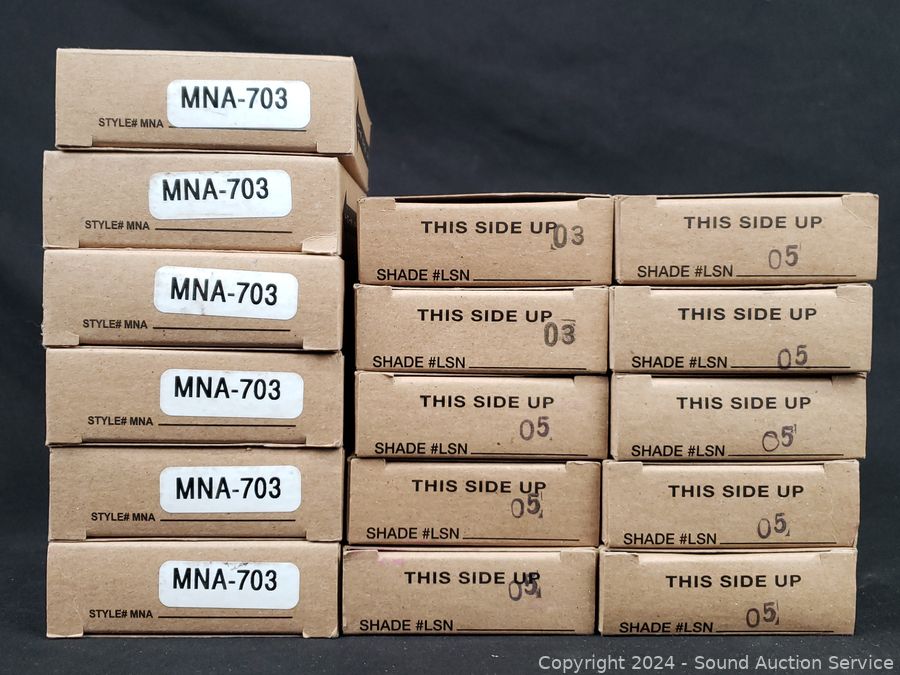 MNA-703
STYLE# MNA
MNA-703
STYLE# MNA
MNA-703
STYLE# MNA
MNA-703
STYLE# MNA
MNA-703
STYLE# MNA
MNA-703
STYLE# MNA
THIS SIDE UP
03
SHADE #LSN
THIS SIDE UP
03
SHADE #LSN
THIS SIDE UP
05
SHADE #LSN
THIS SIDE UP
05
SHADE #LSN
THIS SIDE UP
05
SHADE #LSN
THIS SIDE UP
05
SHADE #LSN
THIS SIDE UP
05
SHADE #LSN
THIS SIDE UP
05
SHADE #LSN
THIS SIDE UP
05
SHADE #LSN
THIS SIDE UP
05
SHADE #LSN
Copyright 2024 - Sound Auction Service